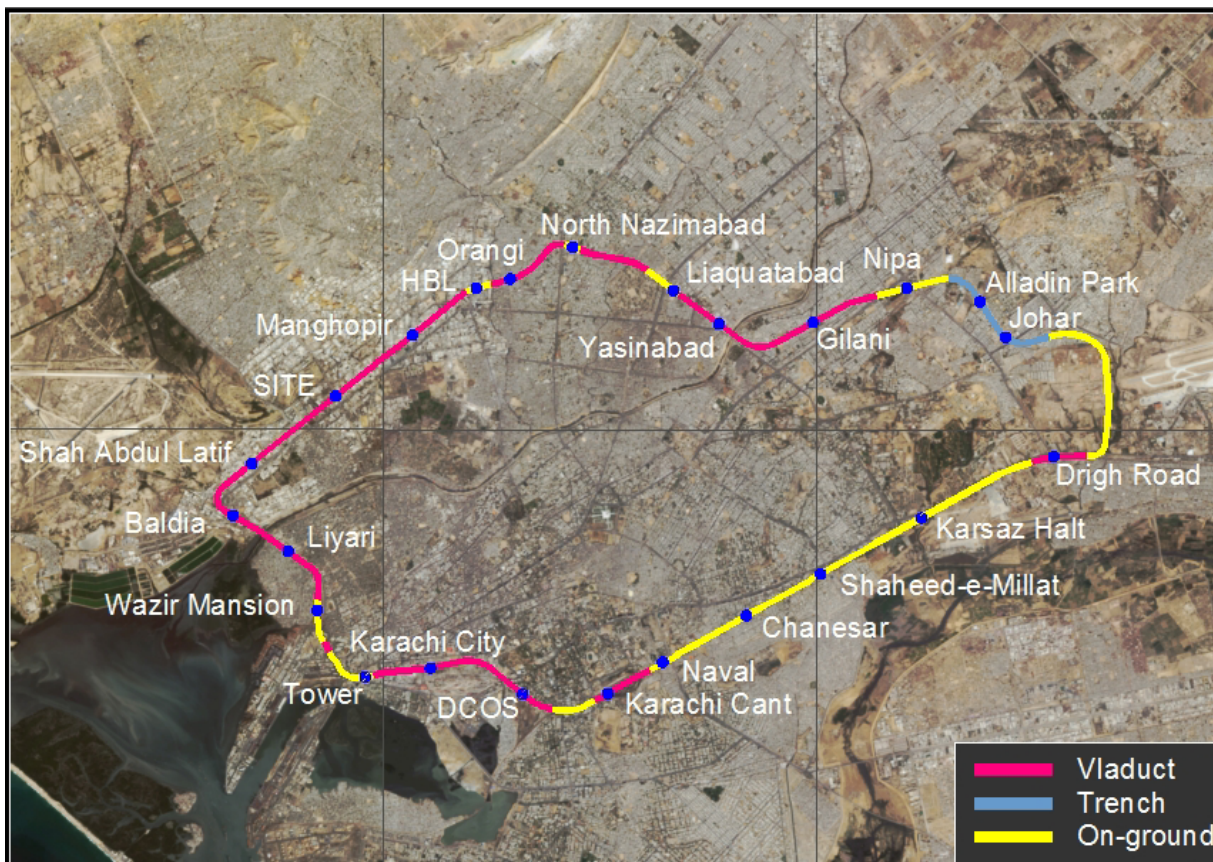 North Nazimabad
Orangi
HBL
Liaquatabad
Nipa
Alladin Park
Johar
Manghopir
Yasinabad
Gilani
SITE
Shah Abdul Latif
Drigh Road
Baldia
Karsaz Halt
Liyari
Shaheed-e-Millat
Wazir Mansion
Chanesar
Karachi City
Naval
Tower
DCOS
Karachi Cant
Vladuct
Trench
On-ground